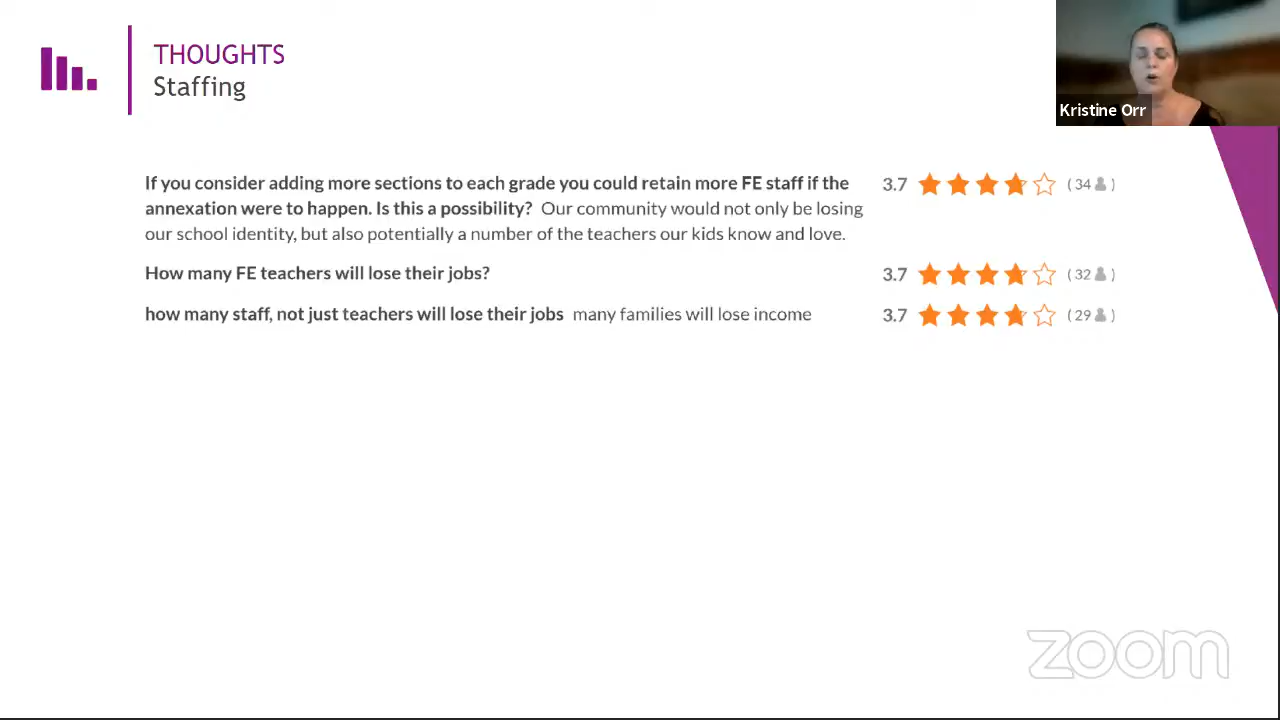 THOUGHTS
Staffing
Kristine Orr
If you consider adding more sections to each grade you could retain more FE staff if the 3.7 (34)
annexation were to happen. Is this a possibility? Our community would not only be losing
our school identity, but also potentially a number of the teachers our kids know and love.
How many FE teachers will lose their jobs? 3.7 (32)
how many staff, not just teachers will lose their jobs many families will lose income 3.7 (29)
zoom